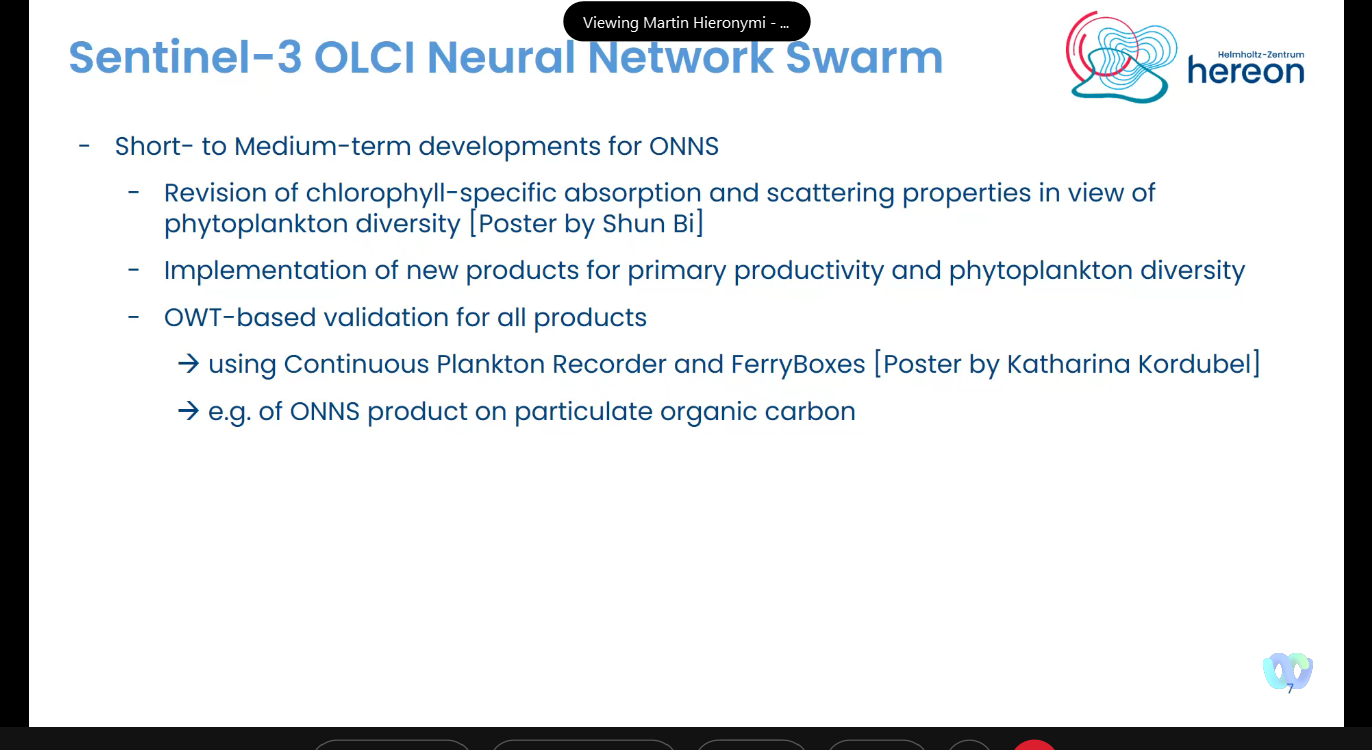 Viewing Martin Hieronymi - ...
Sentinel-3 OLCI Neural Network Swarm
Helmholtz-Zentrum
hereon
- Short- to Medium-term developments for ONNS
- Revision of chlorophyll-specific absorption and scattering properties in view of
phytoplankton diversity [Poster by Shun Bi]
- Implementation of new products for primary productivity and phytoplankton diversity
- OWT-based validation for all products
→ using Continuous Plankton Recorder and FerryBoxes [Poster by Katharina Kordubel]
→ e.g. of ONNS product on particulate organic carbon
7